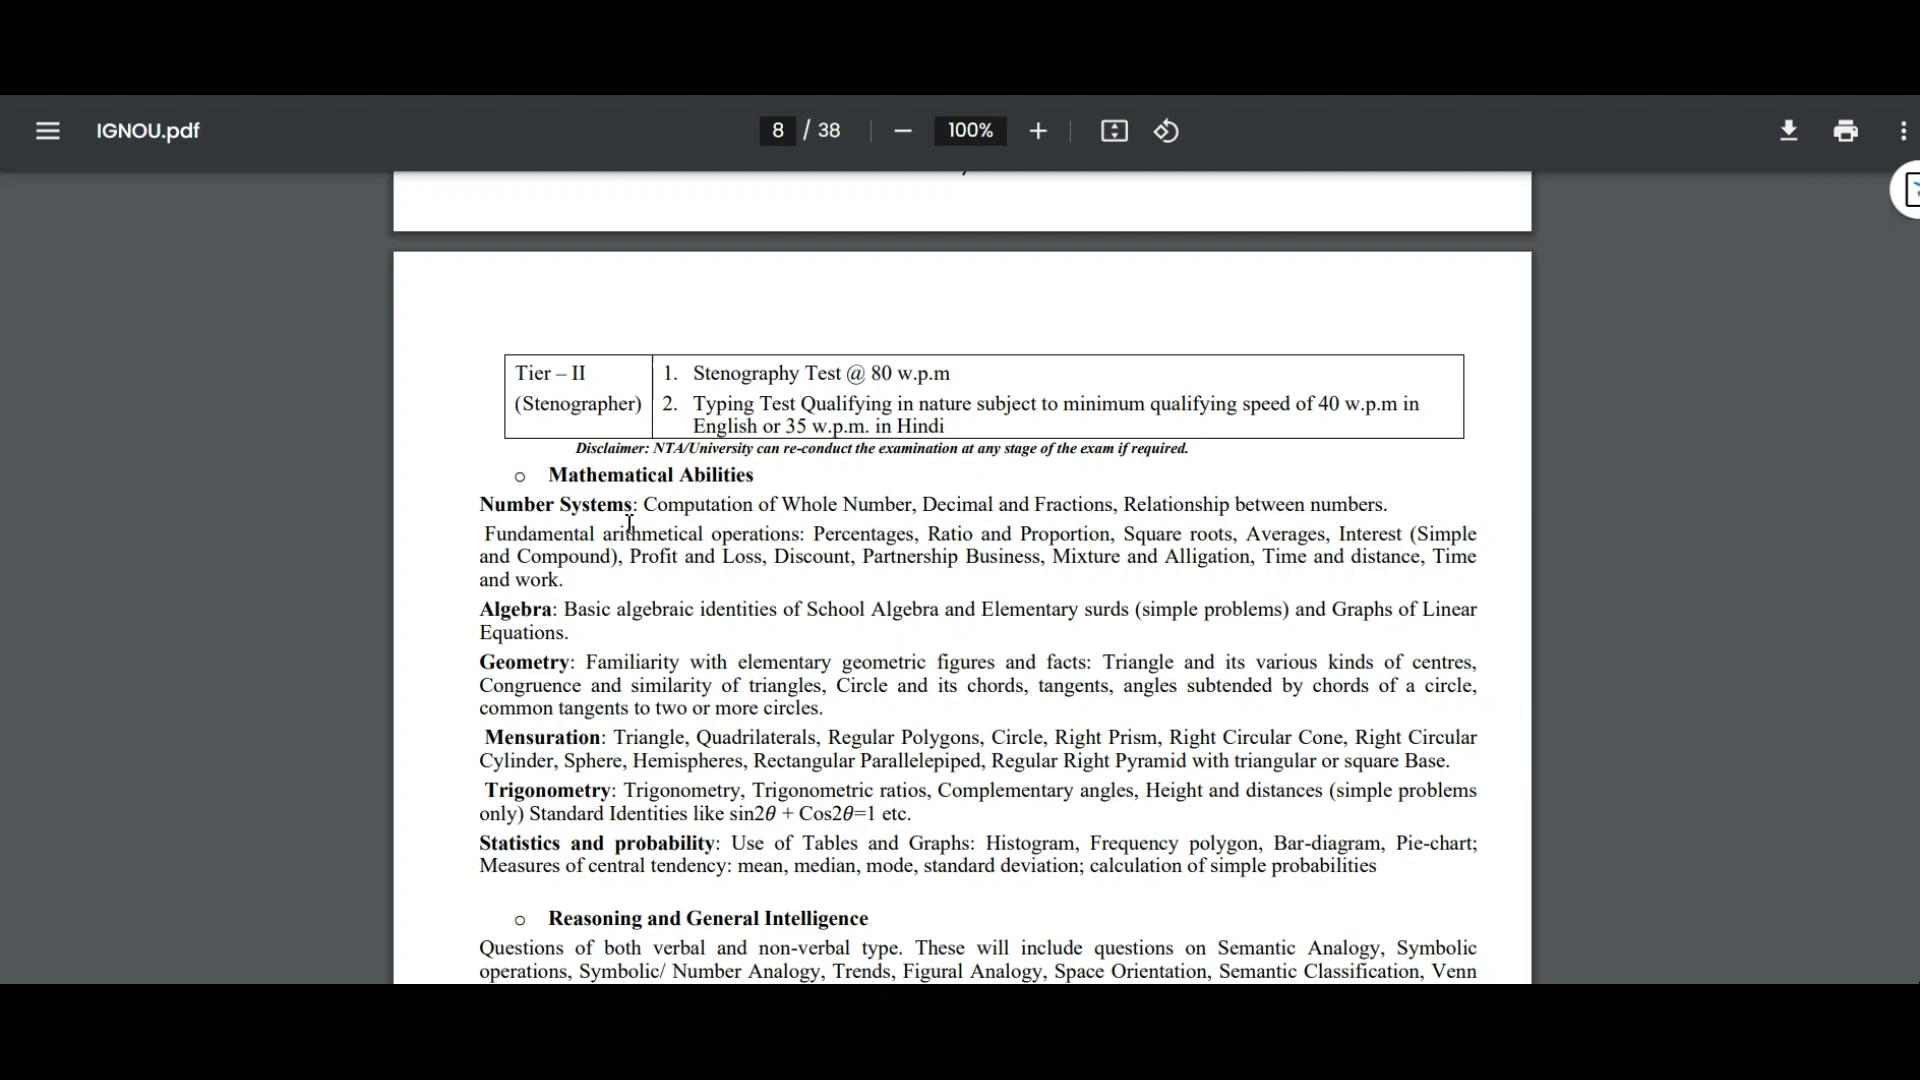 IGNOU.pdf
8 / 38
100%
Tier – II
(Stenographer)
1. Stenography Test @ 80 w.p.m
2. Typing Test Qualifying in nature subject to minimum qualifying speed of 40 w.p.m in
English or 35 w.p.m. in Hindi
Disclaimer: NTA/University can re-conduct the examination at any stage of the exam if required.
o Mathematical Abilities
Number Systems: Computation of Whole Number, Decimal and Fractions, Relationship between numbers.
Fundamental arithmetical operations: Percentages, Ratio and Proportion, Square roots, Averages, Interest (Simple
and Compound), Profit and Loss, Discount, Partnership Business, Mixture and Alligation, Time and distance, Time
and work.
Algebra: Basic algebraic identities of School Algebra and Elementary surds (simple problems) and Graphs of Linear
Equations.
Geometry: Familiarity with elementary geometric figures and facts: Triangle and its various kinds of centres,
Congruence and similarity of triangles, Circle and its chords, tangents, angles subtended by chords of a circle,
common tangents to two or more circles.
Mensuration: Triangle, Quadrilaterals, Regular Polygons, Circle, Right Prism, Right Circular Cone, Right Circular
Cylinder, Sphere, Hemispheres, Rectangular Parallelepiped, Regular Right Pyramid with triangular or square Base.
Trigonometry: Trigonometry, Trigonometric ratios, Complementary angles, Height and distances (simple problems
only) Standard Identities like sin2θ + Cos2θ=1 etc.
Statistics and probability: Use of Tables and Graphs: Histogram, Frequency polygon, Bar-diagram, Pie-chart;
Measures of central tendency: mean, median, mode, standard deviation; calculation of simple probabilities
o Reasoning and General Intelligence
Questions of both verbal and non-verbal type. These will include questions on Semantic Analogy, Symbolic
operations, Symbolic/ Number Analogy, Trends, Figural Analogy, Space Orientation, Semantic Classification, Venn